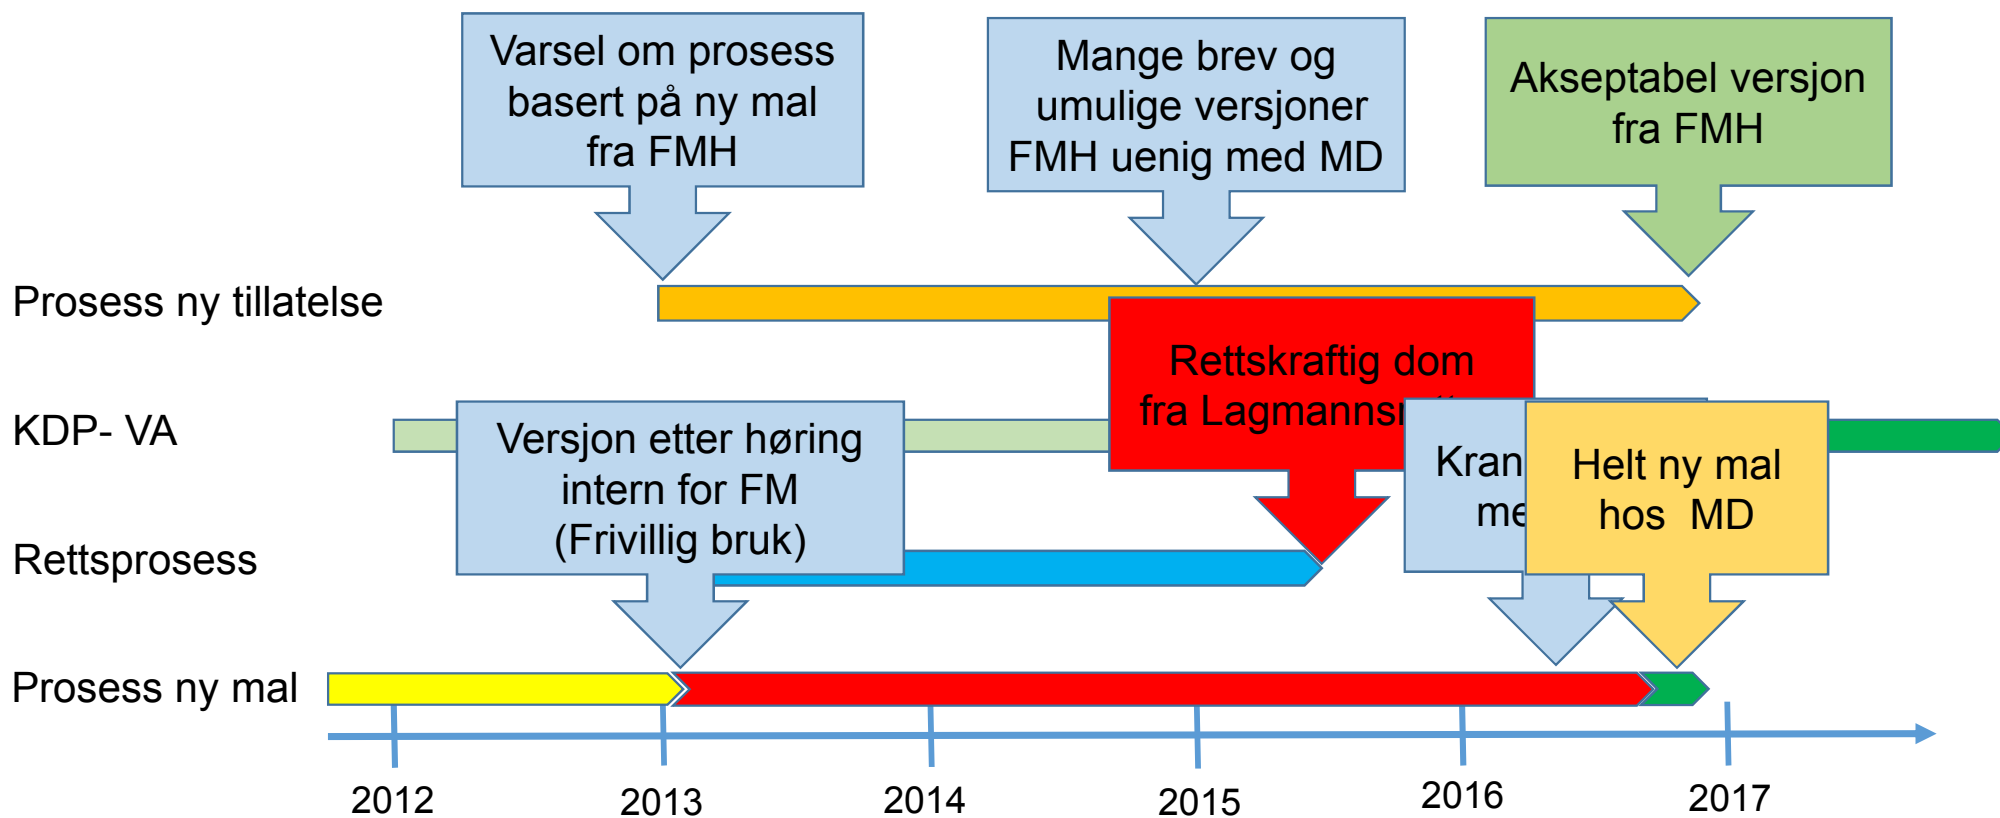 Varsel om prosess
basert på ny mal
fra FMH
Mange brev og
umulige versjoner
FMH uenig med MD
Akseptabel versjon
fra FMH
Prosess ny tillatelse
Rettskraftig dom
fra
KDP- VA
Versjon etter høring
intern for FM
(Frivillig bruk)
Helt ny mal
hos MD
Rettsprosess
Prosess ny mal
2012
2013
2014
2015
2016
2017